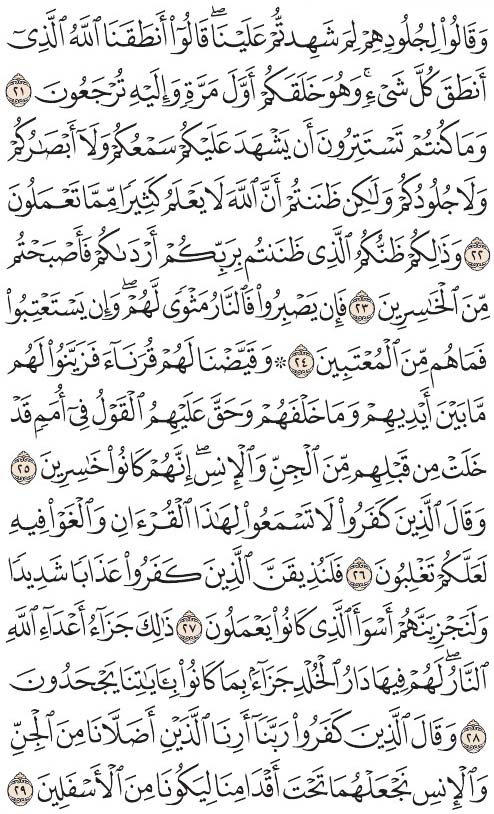 وَقَالُوا۟ لِجُلُودِهِمْ لِمَ شَهِدتُّمْ عَلَيْنَا ۖ قَالُوٓا۟ أَنطَقَنَا ٱللَّهُ ٱلَّذِىٓ
أَنطَقَ كُلَّ شَىْءٍ ۚ وَهُوَ خَلَقَكُمْ أَوَّلَ مَرَّةٍ وَإِلَيْهِ تُرْجَعُونَ ٢١
وَمَا كُنتُمْ تَسْتَتِرُونَ أَن يَشْهَدَ عَلَيْكُمْ سَمْعُكُمْ وَلَآ أَبْصَٰرُكُمْ
وَلَا جُلُودُكُمْ وَلَٰكِن ظَنَنتُمْ أَنَّ ٱللَّهَ لَا يَعْلَمُ كَثِيرًا مِّمَّا تَعْمَلُونَ
٢٢ وَذَٰلِكُمْ ظَنُّكُمُ ٱلَّذِى ظَنَنتُم بِرَبِّكُمْ أَرْدَىٰكُمْ فَأَصْبَحْتُم
مِّنَ ٱلْخَٰسِرِينَ ٢٣ فَإِن يَصْبِرُوا۟ فَٱلنَّارُ مَثْوًى لَّهُمْ ۖ وَإِن يَسْتَعْتِبُوا۟
فَمَا هُم مِّنَ ٱلْمُعْتَبِينَ ٢٤ ۞ وَقَيَّضْنَا لَهُمْ قُرَنَآءَ فَزَيَّنُوا۟ لَهُم
مَّا بَيْنَ أَيْدِيهِمْ وَمَا خَلْفَهُمْ وَحَقَّ عَلَيْهِمُ ٱلْقَوْلُ فِىٓ أُمَمٍ قَدْ
خَلَتْ مِن قَبْلِهِم مِّنَ ٱلْجِنِّ وَٱلْإِنسِ ۖ إِنَّهُمْ كَانُوا۟ خَٰسِرِينَ ٢٥
وَقَالَ ٱلَّذِينَ كَفَرُوا۟ لَا تَسْمَعُوا۟ لِهَٰذَا ٱلْقُرْءَانِ وَٱلْغَوْا۟ فِيهِ
لَعَلَّكُمْ تَغْلِبُونَ ٢٦ فَلَنُذِيقَنَّ ٱلَّذِينَ كَفَرُوا۟ عَذَابًا شَدِيدًا
وَلَنَجْزِيَنَّهُمْ أَسْوَأَ ٱلَّذِى كَانُوا۟ يَعْمَلُونَ ٢٧ ذَٰلِكَ جَزَآءُ أَعْدَآءِ ٱللَّهِ
ٱلنَّارُ ۖ لَهُمْ فِيهَا دَارُ ٱلْخُلْدِ ۖ جَزَآءًۢ بِمَا كَانُوا۟ بِـَٔايَٰتِنَا يَجْحَدُونَ
٢٨ وَقَالَ ٱلَّذِينَ كَفَرُوا۟ رَبَّنَآ أَرِنَا ٱلَّذَيْنِ أَضَلَّانَا مِنَ ٱلْجِنِّ
وَٱلْإِنسِ نَجْعَلْهُمَا تَحْتَ أَقْدَامِنَا لِيَكُونَا مِنَ ٱلْأَسْفَلِينَ ٢٩